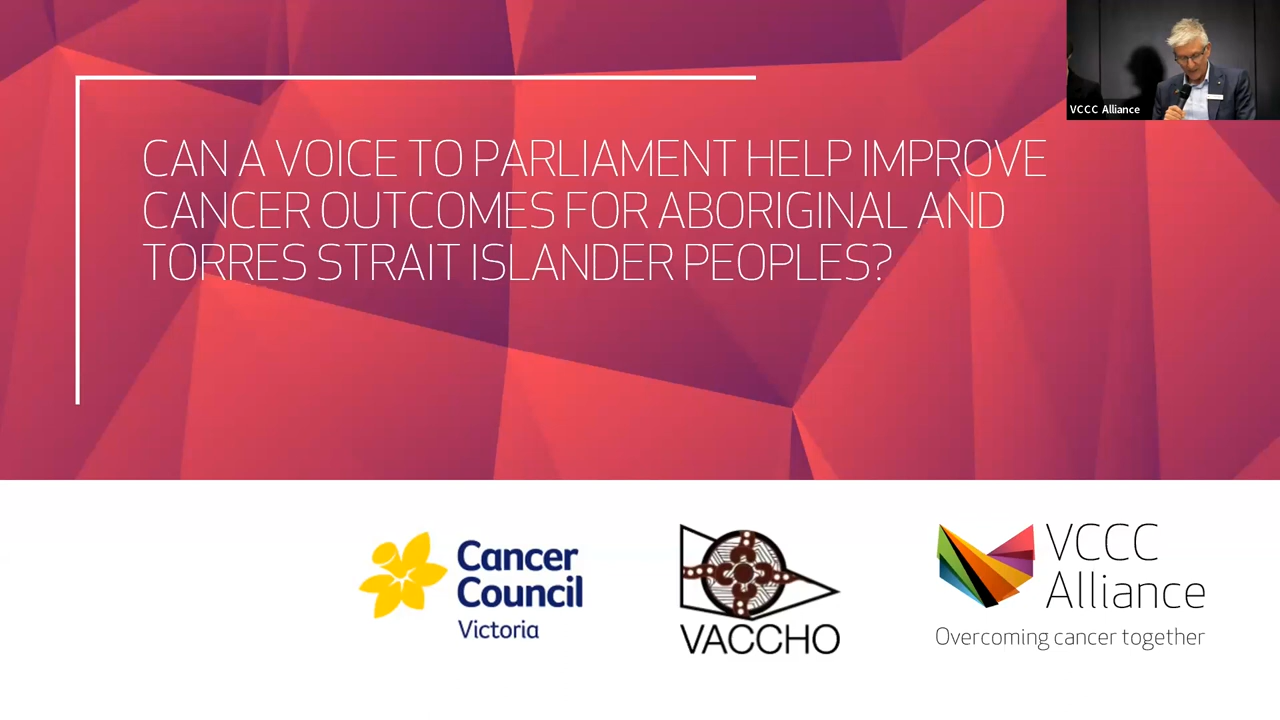 VCCC Alliance
CAN A VOICE TO PARLIAMENT HELP IMPROVE
CANCER OUTCOMES FOR ABORIGINAL AND
TORRES STRAIT ISLANDER PEOPLES?
Cancer
Council
Victoria
VACCHO
VCCC
Alliance
Overcoming cancer together